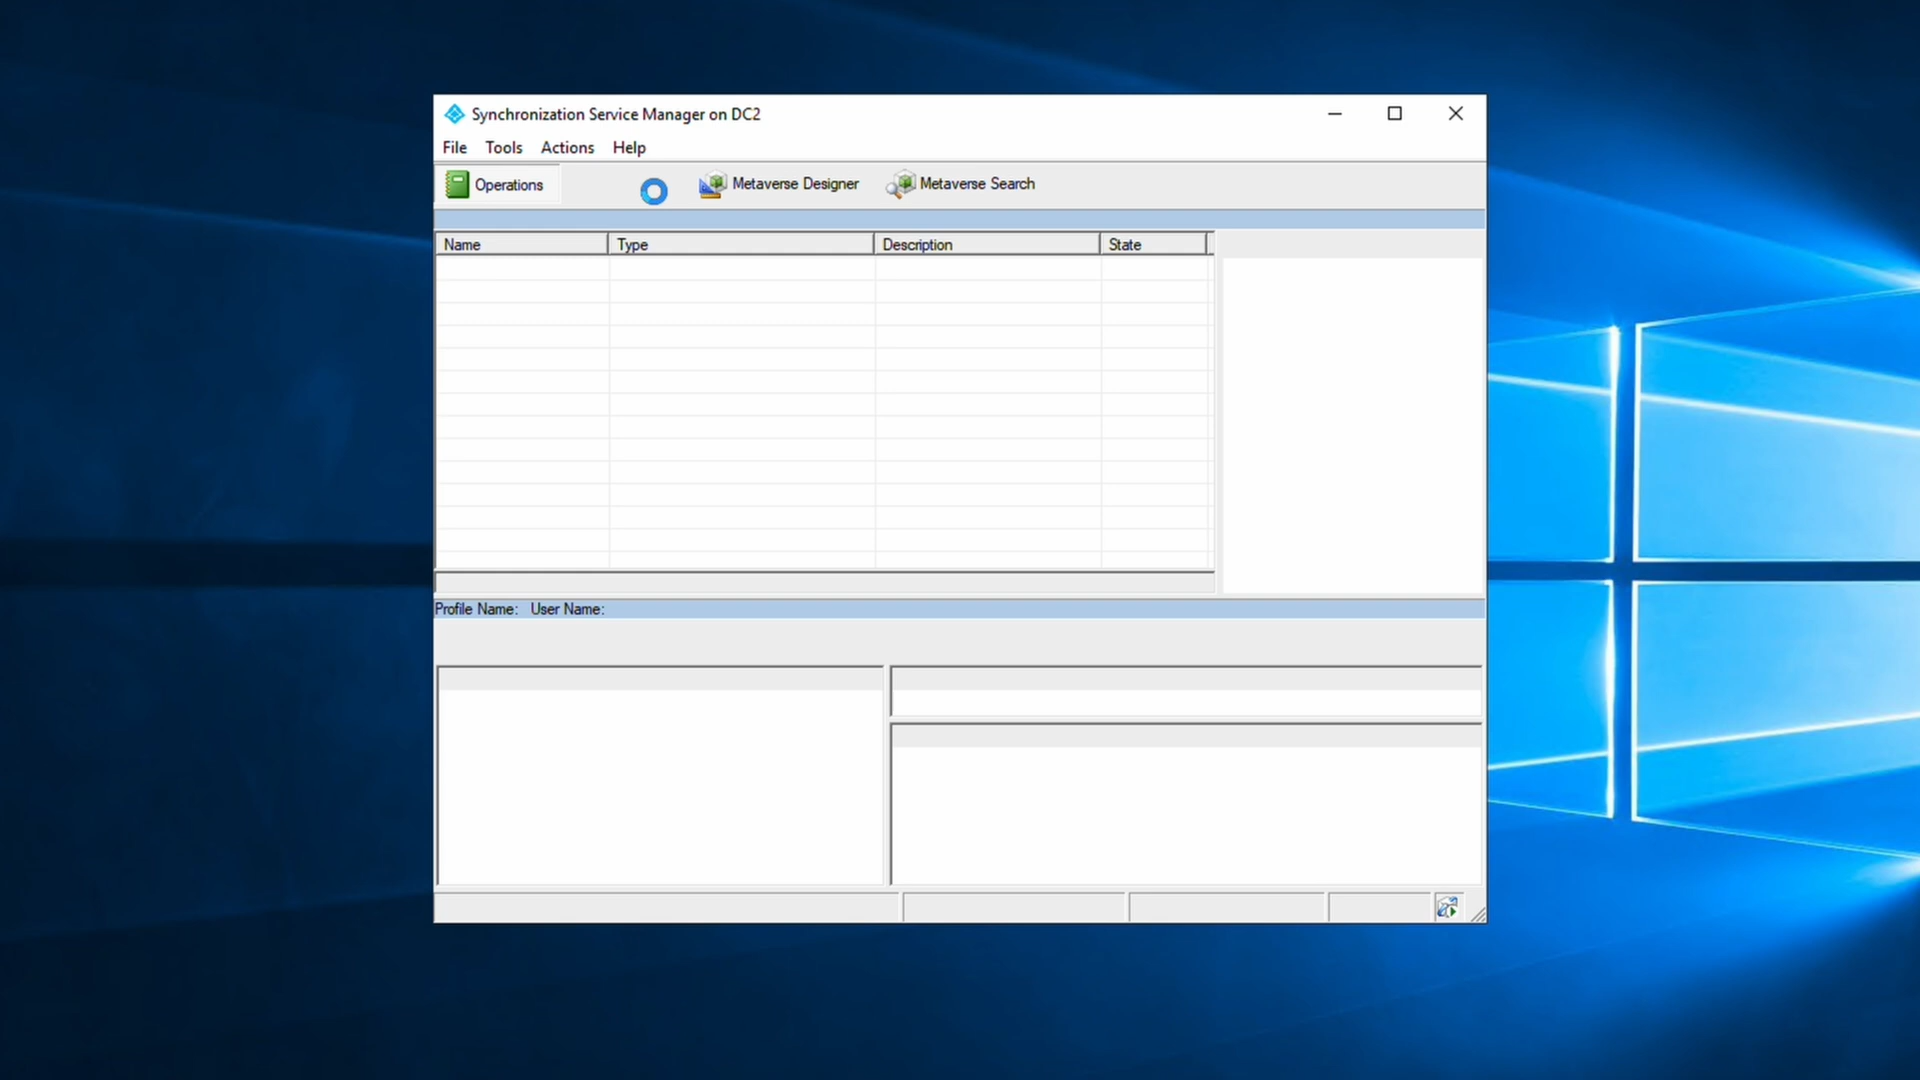 Synchronization Service Manager on DC2
File Tools Actions Help
Operations Metaverse Designer Metaverse Search
Name Type Description State
Profile Name: User Name: